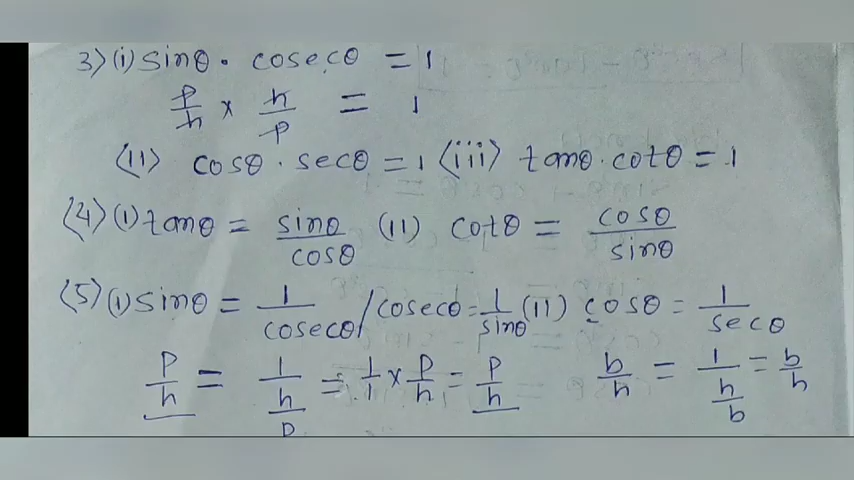 3) (i) sinθ · cosecθ = 1
p/h × h/p = 1
(ii) cosθ · secθ = 1 (iii) tanθ · cotθ = 1
(4) (i) tanθ = sinθ/cosθ (ii) cotθ = cosθ/sinθ
(5) (i) sinθ = 1/cosecθ / cosecθ = 1/sinθ (ii) cosθ = 1/secθ
p/h = 1/(h/p) = 1/1 × p/h = p/h b/h = 1/(h/b) = b/h